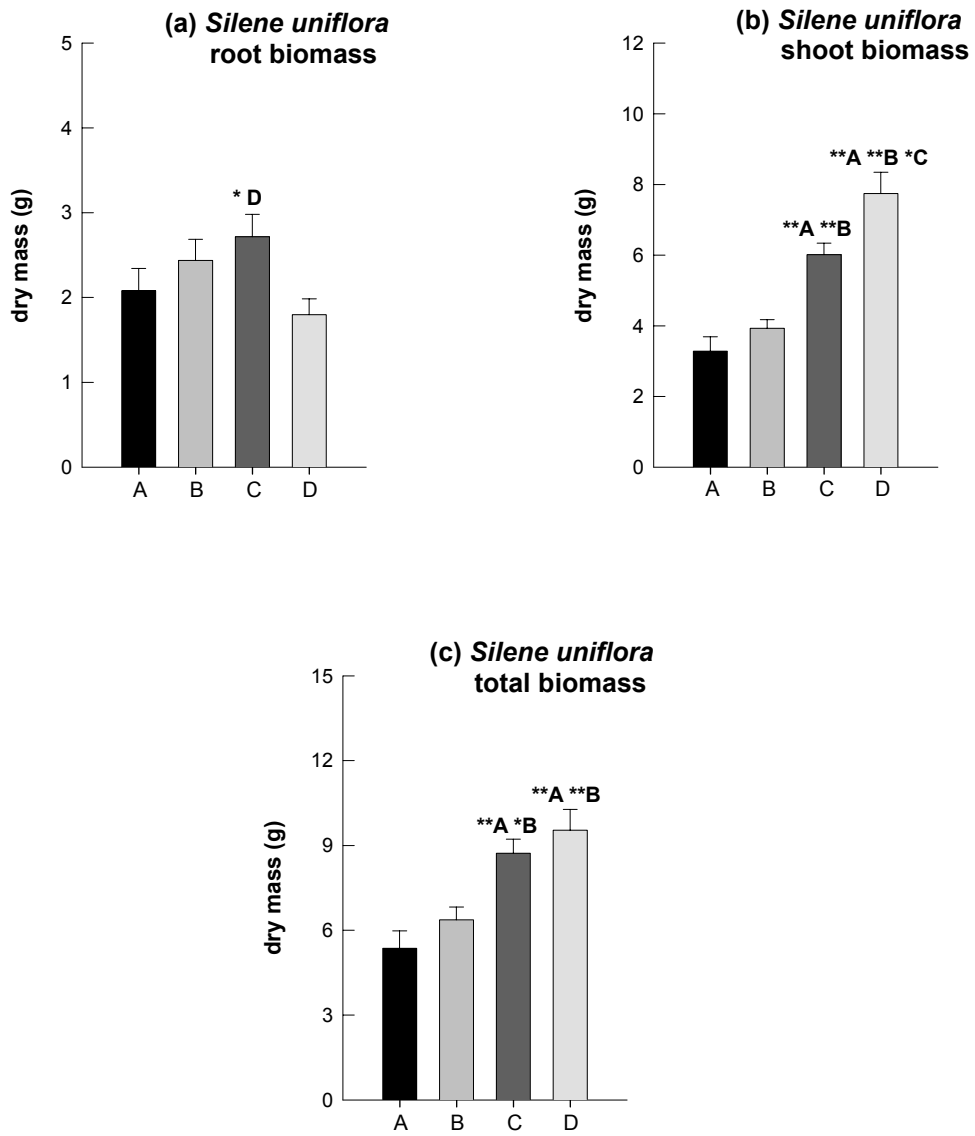 (a) Silene uniflora
root biomass
5
4
3
2
1
0
dry mass (g)
* D
A B C D
(b) Silene uniflora
shoot biomass
12
10
8
6
4
2
0
dry mass (g)
**A **B *C
**A **B
A B C D
(c) Silene uniflora
total biomass
15
12
9
6
3
0
dry mass (g)
**A **B
**A *B
A B C D